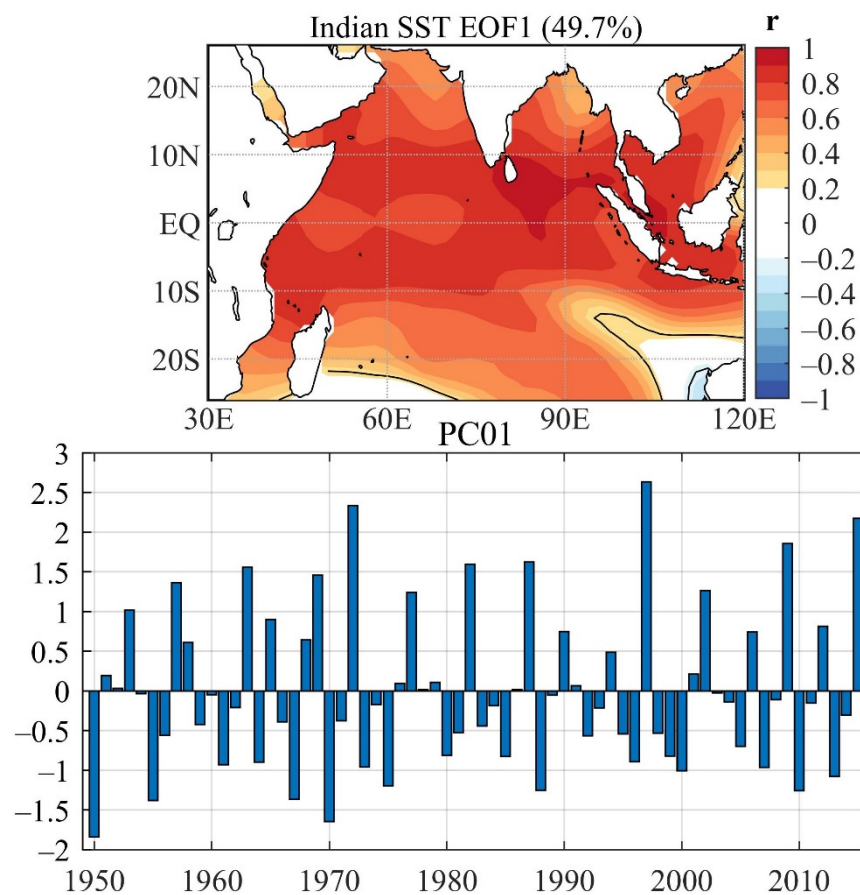 Indian SST EOF1 (49.7%)
r
20N
10N
EQ
10S
20S
30E 60E 90E 120E
1
0.8
0.6
0.4
0.2
0
–0.2
–0.4
–0.6
–0.8
–1
PC01
3
2.5
2
1.5
1
0.5
0
–0.5
–1
–1.5
–2
1950 1960 1970 1980 1990 2000 2010